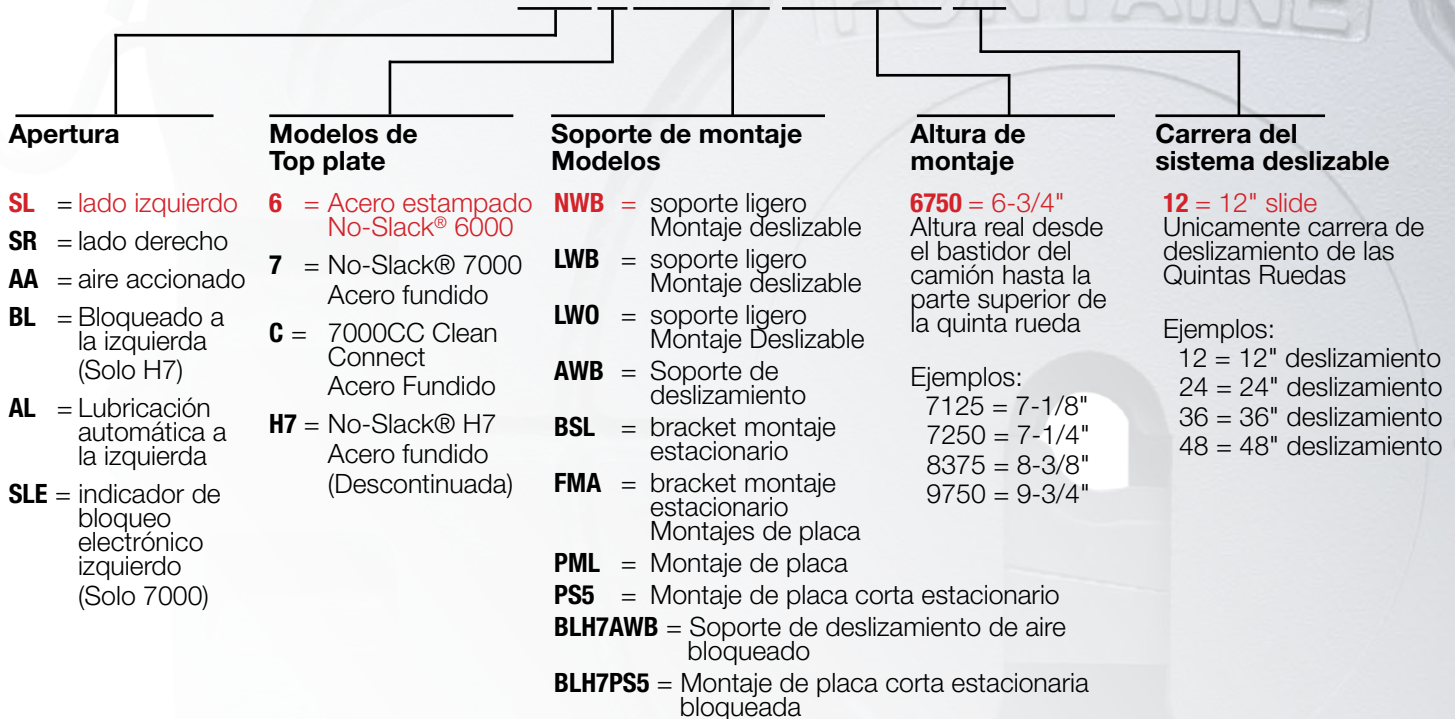 FONTAINE
Apertura
SL = lado izquierdo
SR = lado derecho
AA = aire accionado
BL = Bloqueado a
la izquierda
(Solo H7)
AL = Lubricación
automática a
la izquierda
SLE = indicador de
bloqueo
electrónico
izquierdo
(Solo 7000)
Modelos de
Top plate
6 = Acero estampado
No-Slack® 6000
7 = No-Slack® 7000
Acero fundido
C = 7000CC Clean
Connect
Acero Fundido
H7 = No-Slack® H7
Acero fundido
(Descontinuada)
Soporte de montaje
Modelos
NWB = soporte ligero
Montaje deslizable
LWB = soporte ligero
Montaje deslizable
LWO = soporte ligero
Montaje Deslizable
AWB = Soporte de
deslizamiento
BSL = bracket montaje
estacionario
FMA = bracket montaje
estacionario
Montajes de placa
PML = Montaje de placa
PS5 = Montaje de placa corta estacionario
BLH7AWB = Soporte de deslizamiento de aire
bloqueado
BLH7PS5 = Montaje de placa corta estacionaria
bloqueada
Altura de
montaje
6750 = 6-3/4"
Altura real desde
el bastidor del
camión hasta la
parte superior de
la quinta rueda
Ejemplos:
7125 = 7-1/8"
7250 = 7-1/4"
8375 = 8-3/8"
9750 = 9-3/4"
Carrera del
sistema deslizable
12 = 12" slide
Unicamente carrera de
deslizamiento de las
Quintas Ruedas
Ejemplos:
12 = 12" deslizamiento
24 = 24" deslizamiento
36 = 36" deslizamiento
48 = 48" deslizamiento